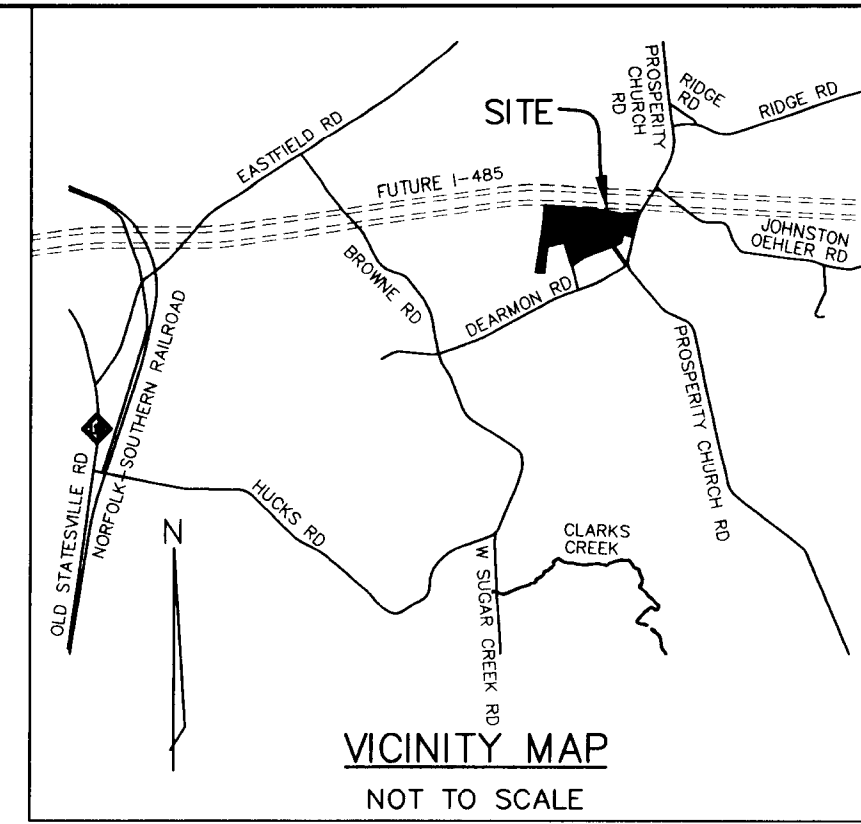 PROSPERITY
CHURCH
RD
RIDGE
RD
RIDGE RD
SITE
EASTFIELD RD
FUTURE I-485
JOHNSTON
OEHLER RD
BROWNE RD
DEARMON RD
NORFOLK-SOUTHERN RAILROAD
PROSPERITY CHURCH RD
OLD STATESVILLE RD
HUCKS RD
N
CLARKS
CREEK
W SUGAR CREEK RD
VICINITY MAP
NOT TO SCALE